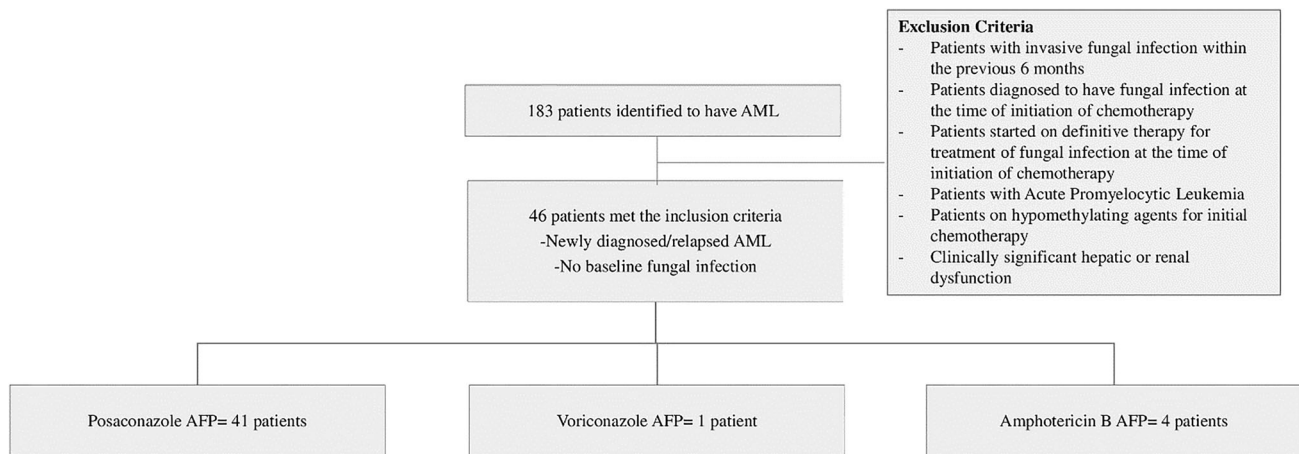 Exclusion Criteria
- Patients with invasive fungal infection within
the previous 6 months
- Patients diagnosed to have fungal infection at
the time of initiation of chemotherapy
- Patients started on definitive therapy for
treatment of fungal infection at the time of
initiation of chemotherapy
- Patients with Acute Promyelocytic Leukemia
- Patients on hypomethylating agents for initial
chemotherapy
- Clinically significant hepatic or renal
dysfunction
183 patients identified to have AML
46 patients met the inclusion criteria
-Newly diagnosed/relapsed AML
-No baseline fungal infection
Posaconazole AFP= 41 patients
Voriconazole AFP= 1 patient
Amphotericin B AFP= 4 patients